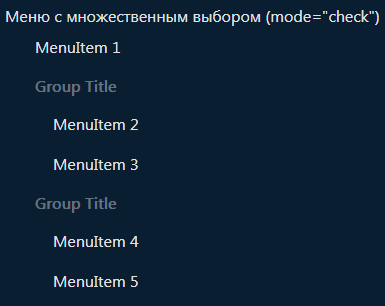 Меню с множественным выбором (mode="check")
MenuItem 1
Group Title
MenuItem 2
MenuItem 3
Group Title
MenuItem 4
MenuItem 5